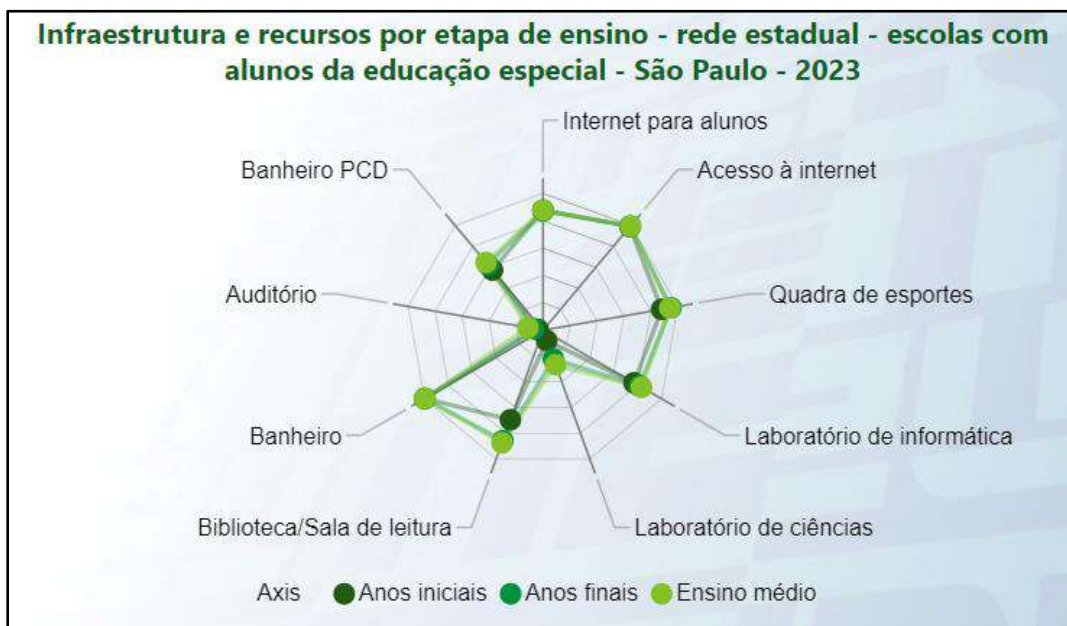 Infraestrutura e recursos por etapa de ensino - rede estadual - escolas com
alunos da educação especial - São Paulo - 2023
Internet para alunos
Banheiro PCD
Acesso à internet
Auditório
Quadra de esportes
Banheiro
Laboratório de informática
Biblioteca/Sala de leitura
Laboratório de ciências
Axis Anos iniciais Anos finais Ensino médio